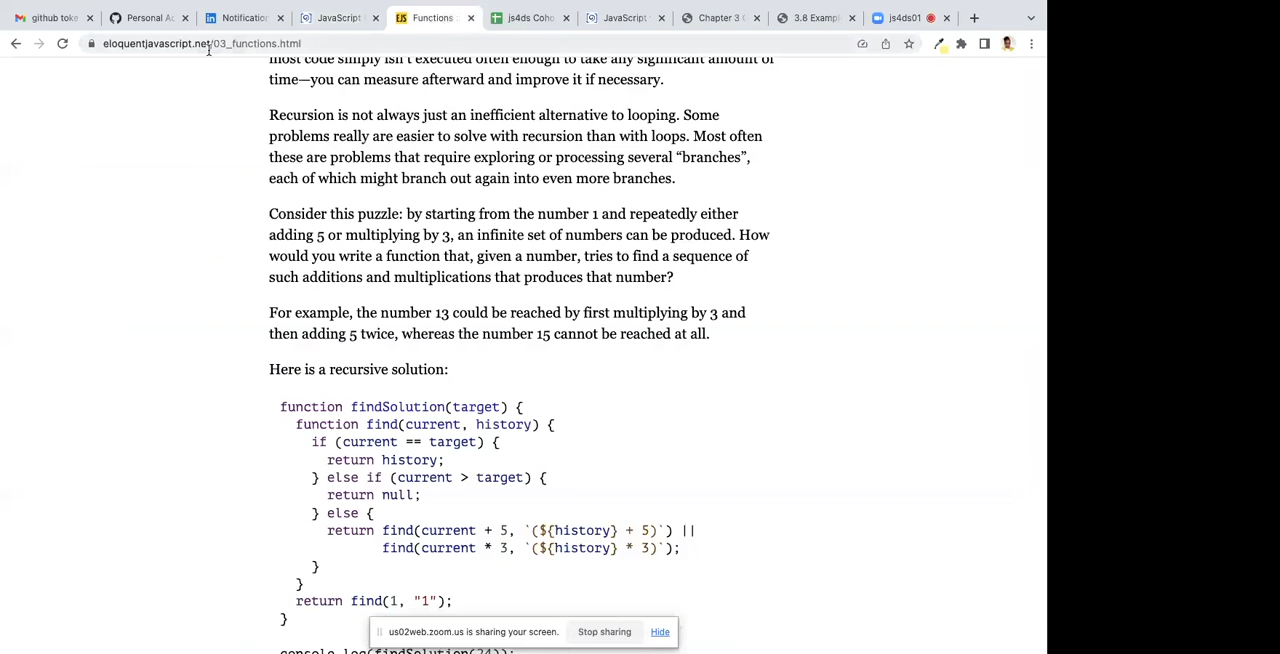 github toke
Personal Ac
Notification
JavaScript
Functions
js4ds Coho
JavaScript
Chapter 3
3.8 Exampl
js4ds01
eloquentjavascript.net/03_functions.html
most code simply isn't executed often enough to take any significant amount of
time—you can measure afterward and improve it if necessary.
Recursion is not always just an inefficient alternative to looping. Some
problems really are easier to solve with recursion than with loops. Most often
these are problems that require exploring or processing several “branches”,
each of which might branch out again into even more branches.
Consider this puzzle: by starting from the number 1 and repeatedly either
adding 5 or multiplying by 3, an infinite set of numbers can be produced. How
would you write a function that, given a number, tries to find a sequence of
such additions and multiplications that produces that number?
For example, the number 13 could be reached by first multiplying by 3 and
then adding 5 twice, whereas the number 15 cannot be reached at all.
Here is a recursive solution:
function findSolution(target) {
function find(current, history) {
if (current == target) {
return history;
} else if (current > target) {
return null;
} else {
return find(current + 5, `(${history} + 5)`) ||
find(current * 3, `(${history} * 3)`);
}
}
return find(1, "1");
}
us02web.zoom.us is sharing your screen.
Stop sharing
Hide
console.log(findSolution(24));